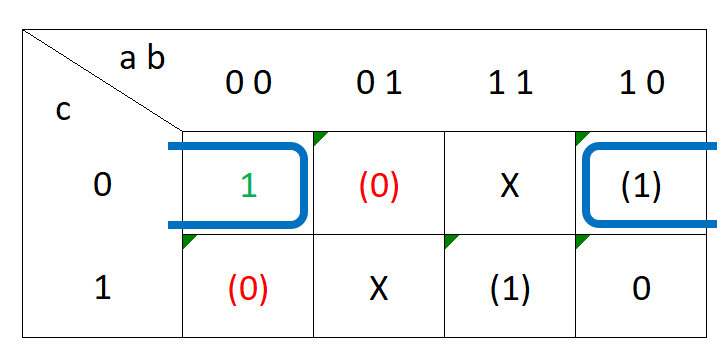 a b
c
0 0 0 1 1 1 1 0
0 1 (0) X (1)
1 (0) X (1) 0